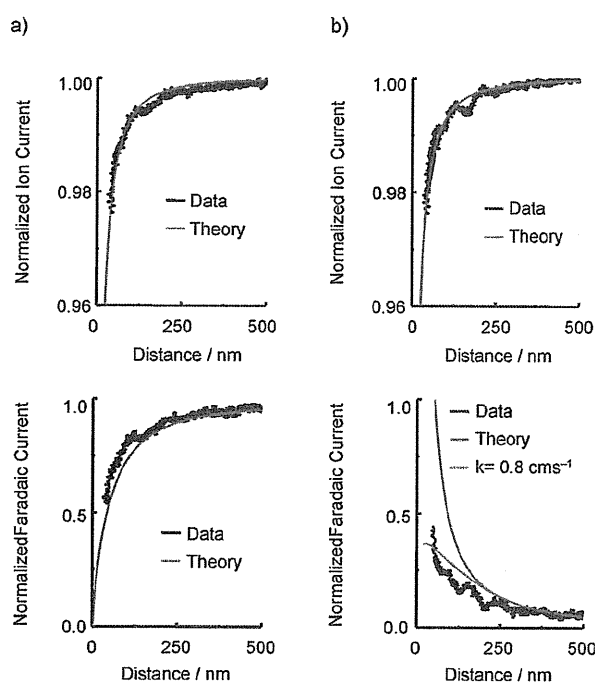 a)
b)
Normalized Ion Current
1.00
0.98
0.96
Data
Theory
0
250
500
Distance / nm
Normalized Ion Current
1.00
0.98
0.96
Data
Theory
0
250
500
Distance / nm
NormalizedFaradaic Current
1.0
0.5
0.0
Data
Theory
0
250
500
Distance / nm
NormalizedFaradaic Current
1.0
0.5
0.0
Data
Theory
k= 0.8 cms⁻¹
0
250
500
Distance / nm